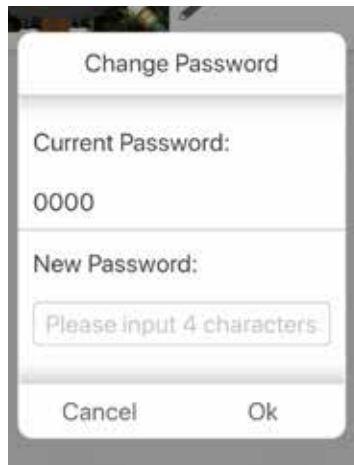 Change Password
Current Password:
0000
New Password:
Please input 4 characters
Cancel Ok